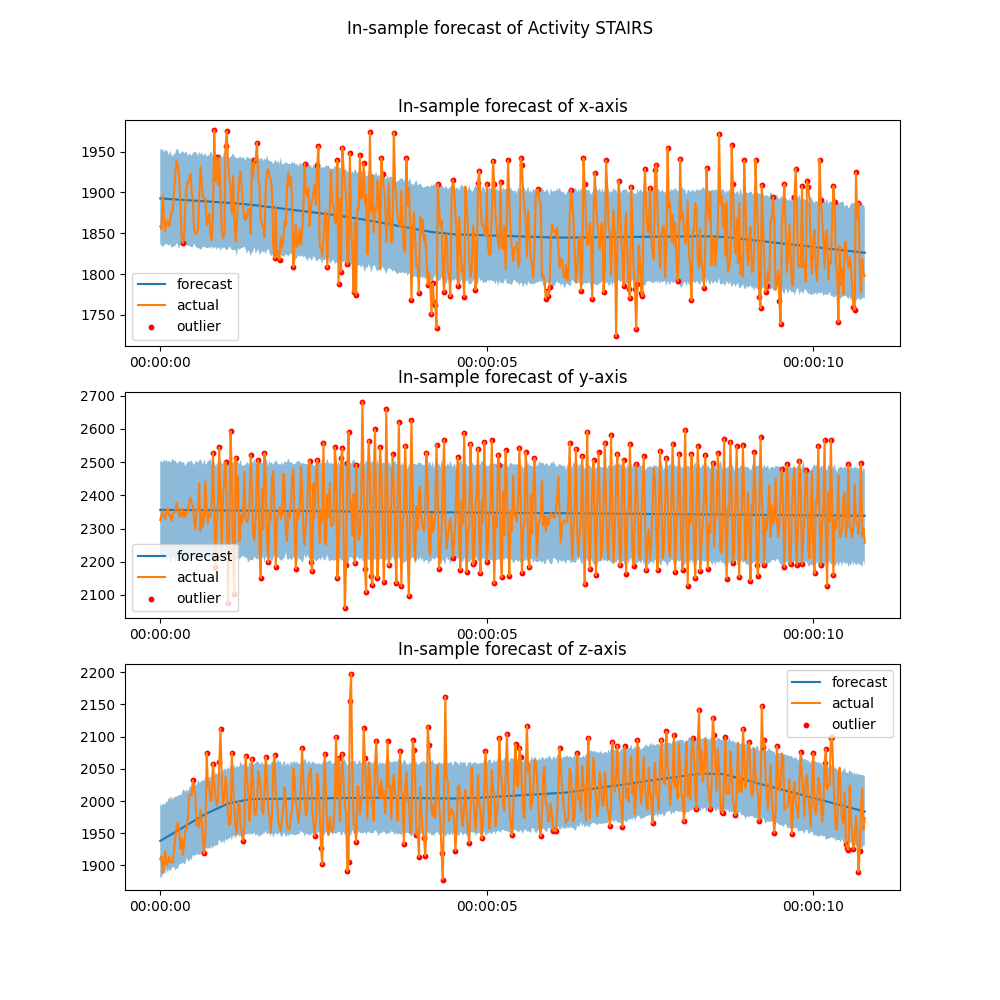 In-sample forecast of Activity STAIRS
In-sample forecast of x-axis
1950
1900
1850
1800
1750
forecast
actual
outlier
00:00:00 00:00:05 00:00:10
In-sample forecast of y-axis
2700
2600
2500
2400
2300
2200
2100
forecast
actual
outlier
00:00:00 00:00:05 00:00:10
In-sample forecast of z-axis
2200
2150
2100
2050
2000
1950
1900
forecast
actual
outlier
00:00:00 00:00:05 00:00:10